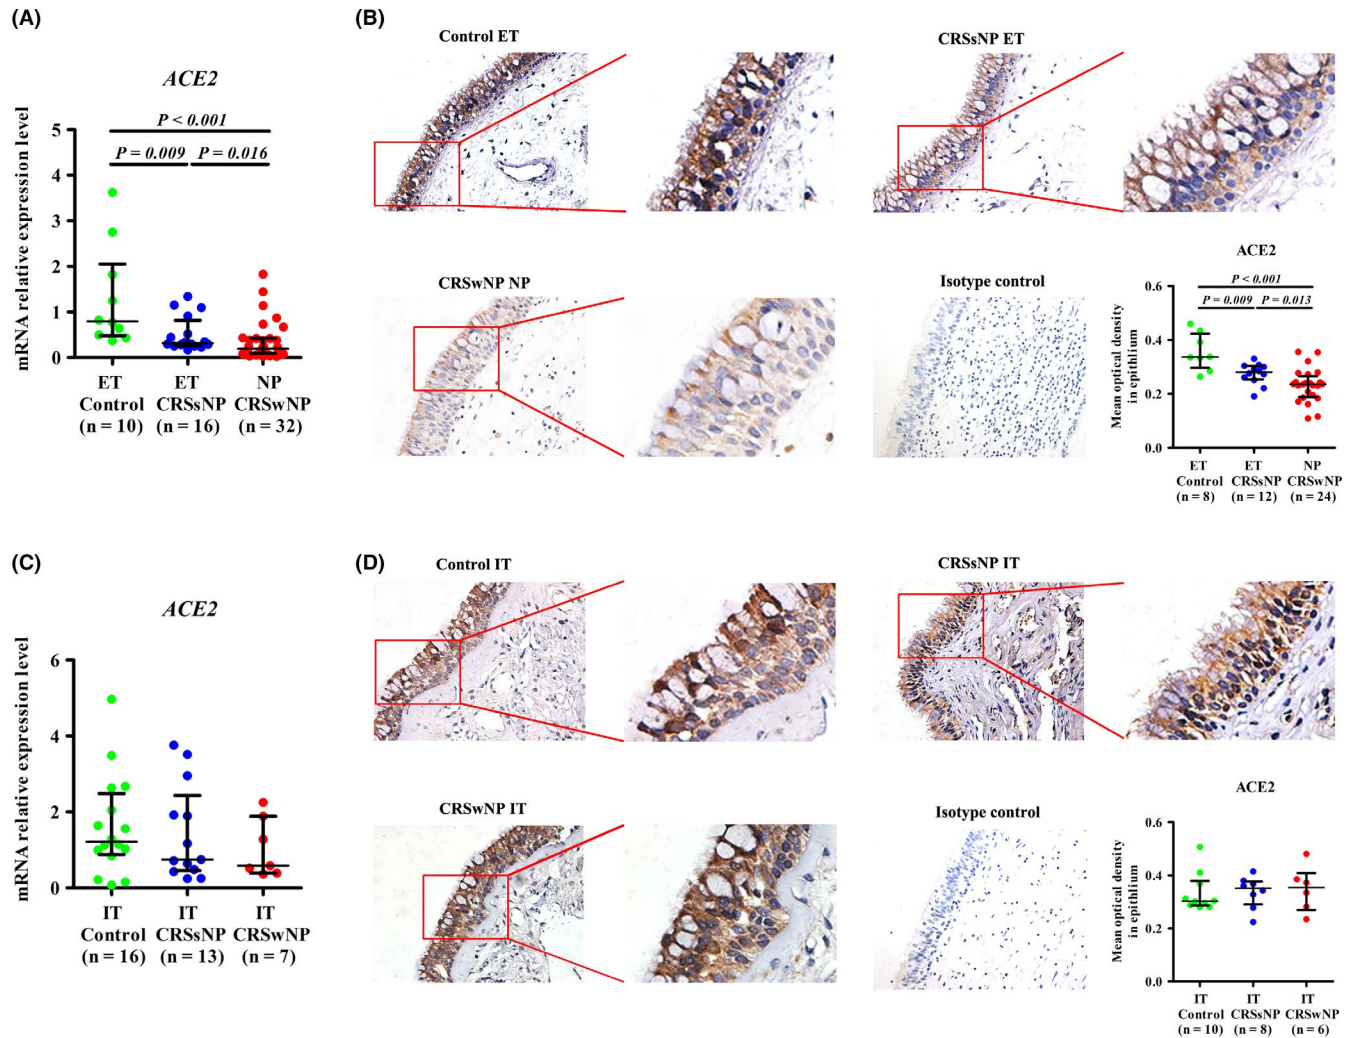 (A)
ACE2
mRNA relative expression level
P < 0.001
P = 0.009 P = 0.016
5
4
3
2
1
0
ET ET NP
Control CRSsNP CRSwNP
(n = 10) (n = 16) (n = 32)
(B)
Control ET
CRSsNP ET
CRSwNP NP
Isotype control
ACE2
Mean optical density
in epithlium
P < 0.001
P = 0.009 P = 0.013
0.6
0.4
0.2
0.0
ET ET NP
Control CRSsNP CRSwNP
(n = 8) (n = 12) (n = 24)
(C)
ACE2
mRNA relative expression level
6
4
2
0
IT IT IT
Control CRSsNP CRSwNP
(n = 16) (n = 13) (n = 7)
(D)
Control IT
CRSsNP IT
CRSwNP IT
Isotype control
ACE2
Mean optical density
in epithlium
0.6
0.4
0.2
0.0
IT IT IT
Control CRSsNP CRSwNP
(n = 10) (n = 8) (n = 6)